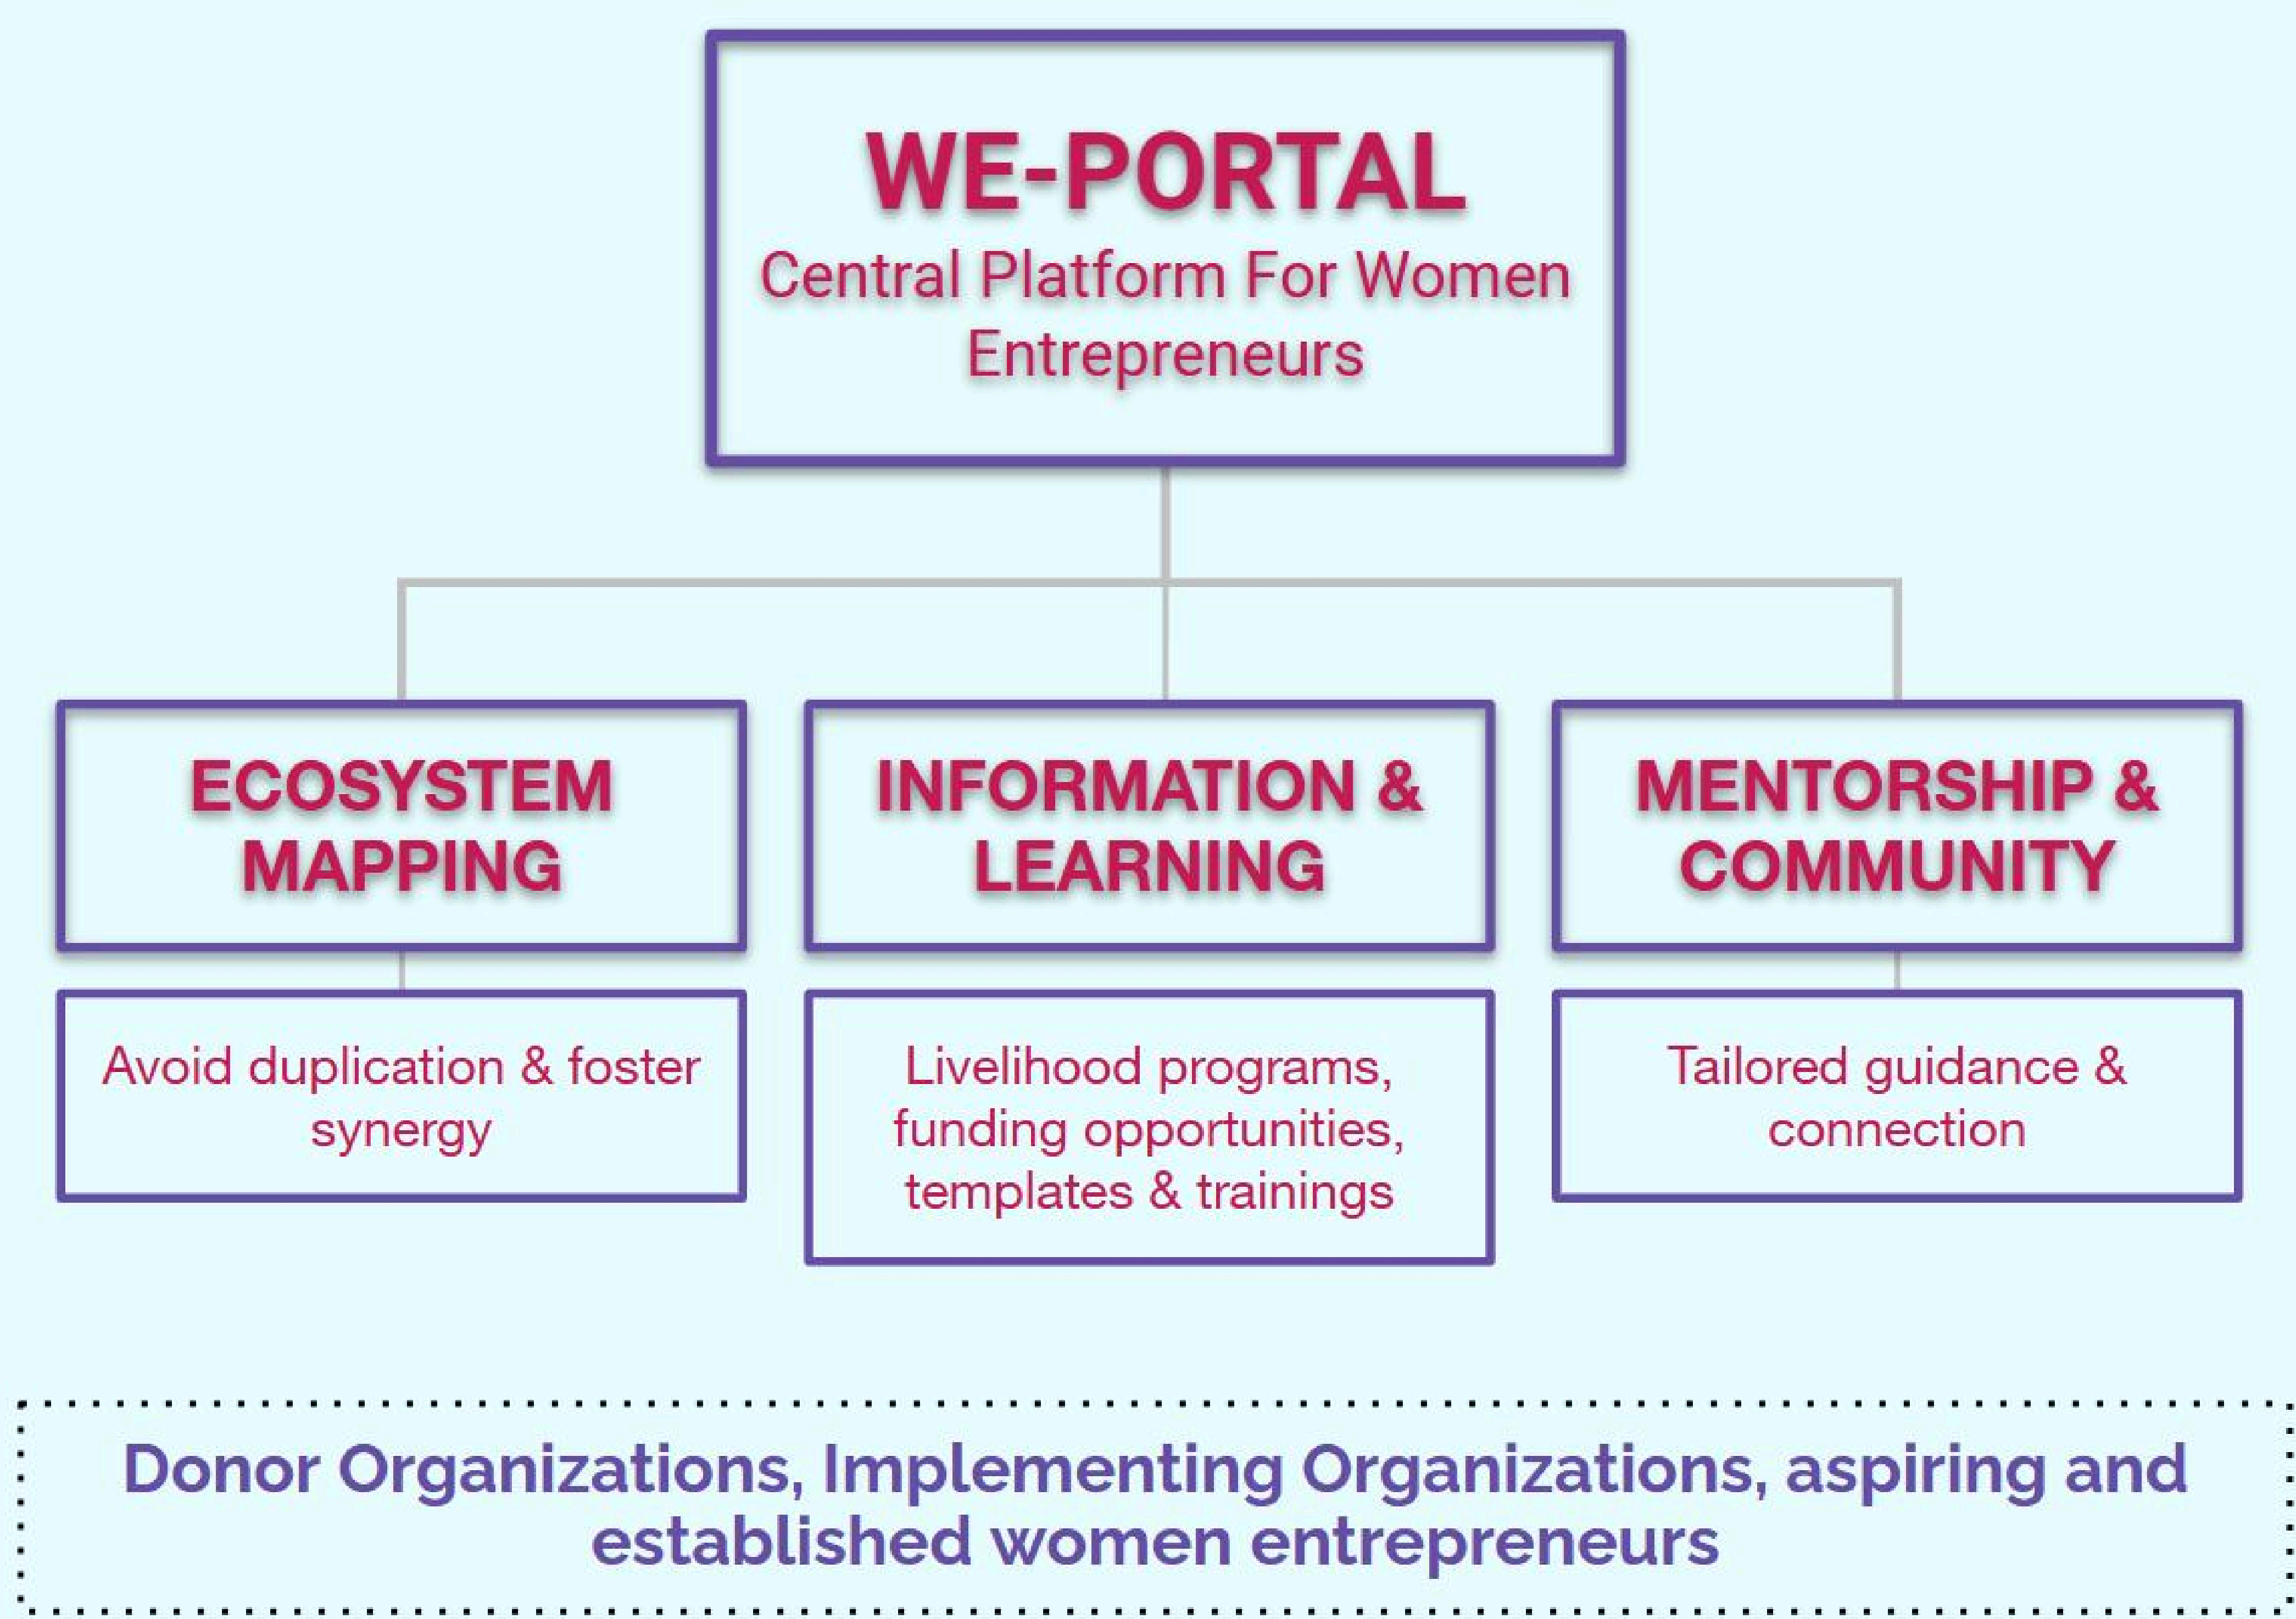 WE-PORTAL
Central Platform For Women
Entrepreneurs
ECOSYSTEM
MAPPING
Avoid duplication & foster
synergy
INFORMATION &
LEARNING
Livelihood programs,
funding opportunities,
templates & trainings
MENTORSHIP &
COMMUNITY
Tailored guidance &
connection
Donor Organizations, Implementing Organizations, aspiring and
established women entrepreneurs